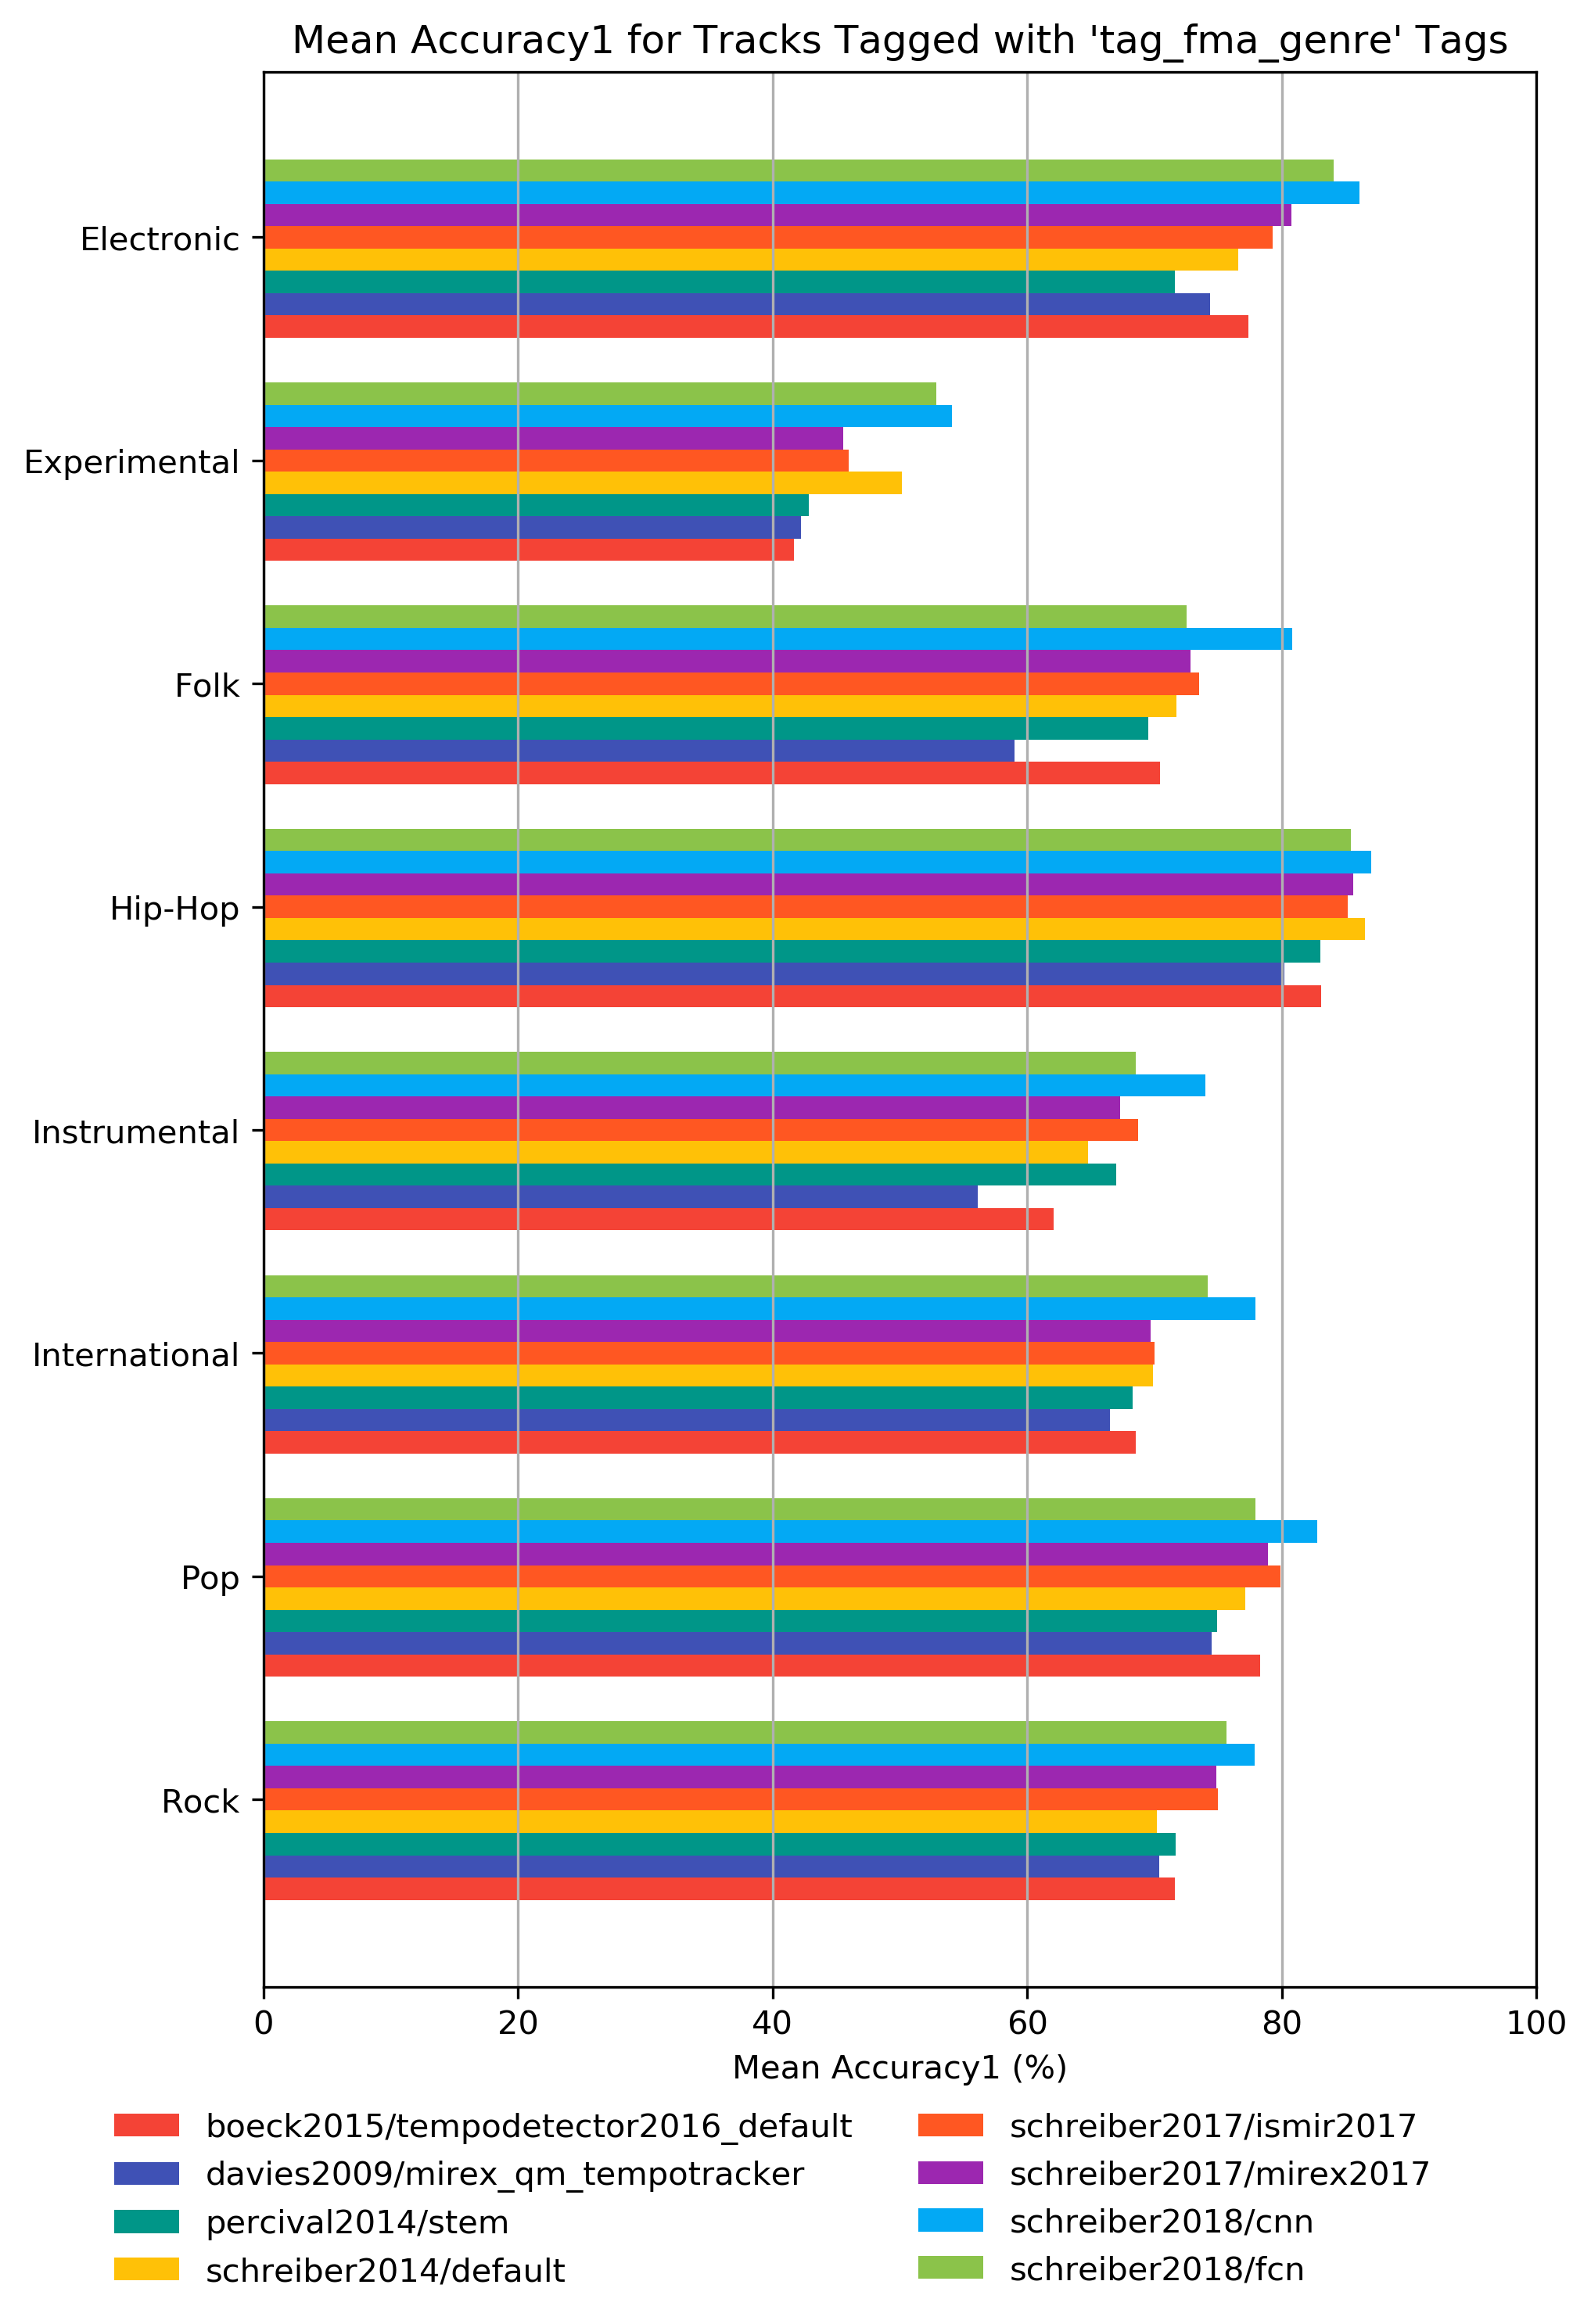 Mean Accuracy1 for Tracks Tagged with 'tag_fma_genre' Tags
Electronic
Experimental
Folk
Hip-Hop
Instrumental
International
Pop
Rock
0 20 40 60 80 100
Mean Accuracy1 (%)
boeck2015/tempodetector2016_default
davies2009/mirex_qm_tempotracker
percival2014/stem
schreiber2014/default
schreiber2017/ismir2017
schreiber2017/mirex2017
schreiber2018/cnn
schreiber2018/fcn